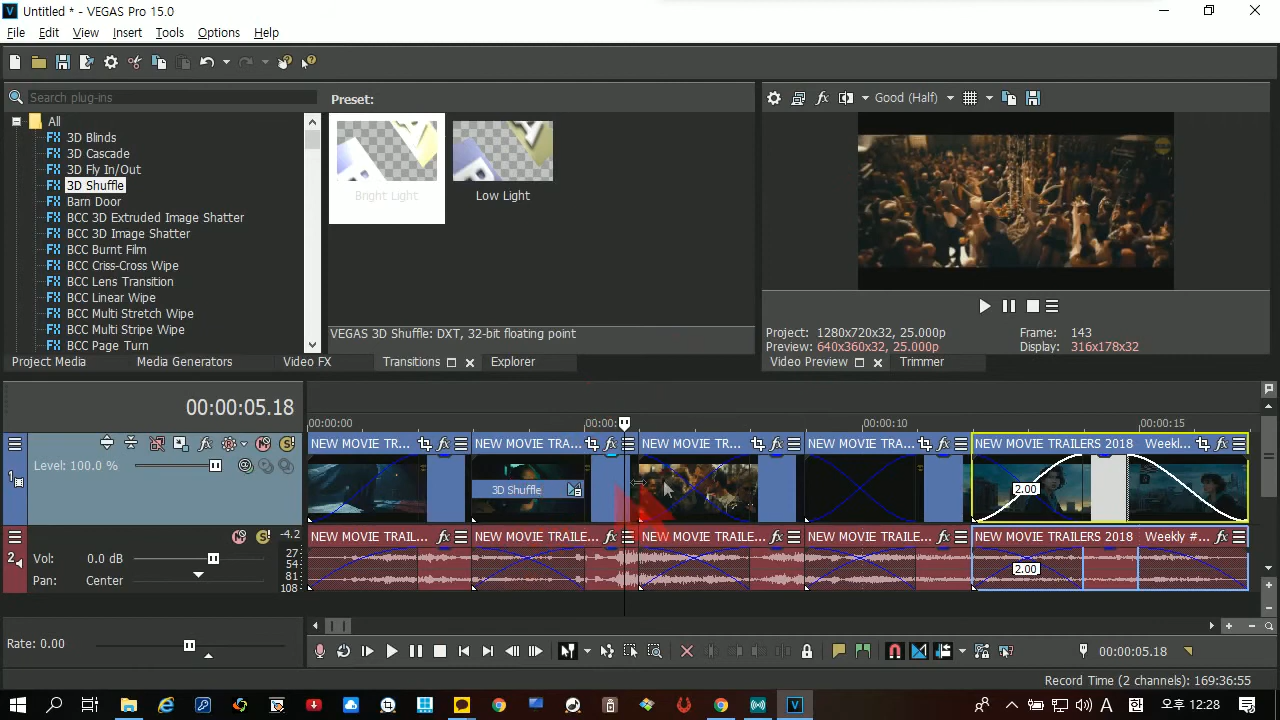 Untitled * - VEGAS Pro 15.0
File Edit View Insert Tools Options Help
Search plug-ins
All
3D Blinds
3D Cascade
3D Fly In/Out
3D Shuffle
Barn Door
BCC 3D Extruded Image Shatter
BCC 3D Image Shatter
BCC Burnt Film
BCC Criss-Cross Wipe
BCC Lens Transition
BCC Linear Wipe
BCC Multi Stretch Wipe
BCC Multi Stripe Wipe
BCC Page Turn
Preset:
Bright Light
Low Light
VEGAS 3D Shuffle: DXT, 32-bit floating point
Project Media Media Generators Video FX Transitions Explorer
Good (Half)
Project: 1280x720x32, 25.000p
Frame: 143
Preview: 640x360x32, 25.000p
Display: 316x178x32
Video Preview Trimmer
00:00:05.18
00:00:00 00:00: 00:00:10 00:00:15
1
Level: 100.0 %
NEW MOVIE TR... NEW MOVIE TRA... NEW MOVIE TR... NEW MOVIE TRA... NEW MOVIE TRAILERS 2018 Weekl...
3D Shuffle
2.00
2
Vol: 0.0 dB
Pan: Center
-4.2
27
54
81
108
NEW MOVIE TRAIL... NEW MOVIE TRAILE... NEW MOVIE TRAILE... NEW MOVIE TRAILE... NEW MOVIE TRAILERS 2018 Weekly #...
2.00
Rate: 0.00
00:00:05.18
Record Time (2 channels): 169:36:55
A 한 오후 12:28